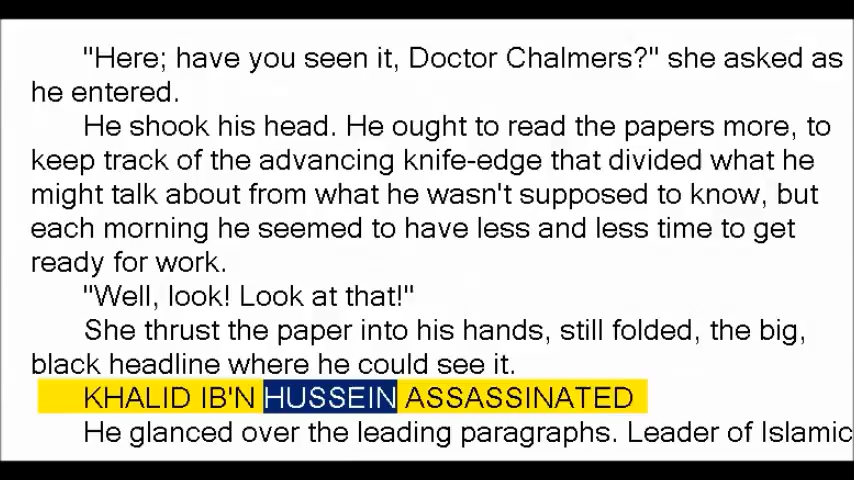 "Here; have you seen it, Doctor Chalmers?" she asked as
he entered.
He shook his head. He ought to read the papers more, to
keep track of the advancing knife-edge that divided what he
might talk about from what he wasn't supposed to know, but
each morning he seemed to have less and less time to get
ready for work.
"Well, look! Look at that!"
She thrust the paper into his hands, still folded, the big,
black headline where he could see it.
KHALID IB'N HUSSEIN ASSASSINATED
He glanced over the leading paragraphs. Leader of Islamic